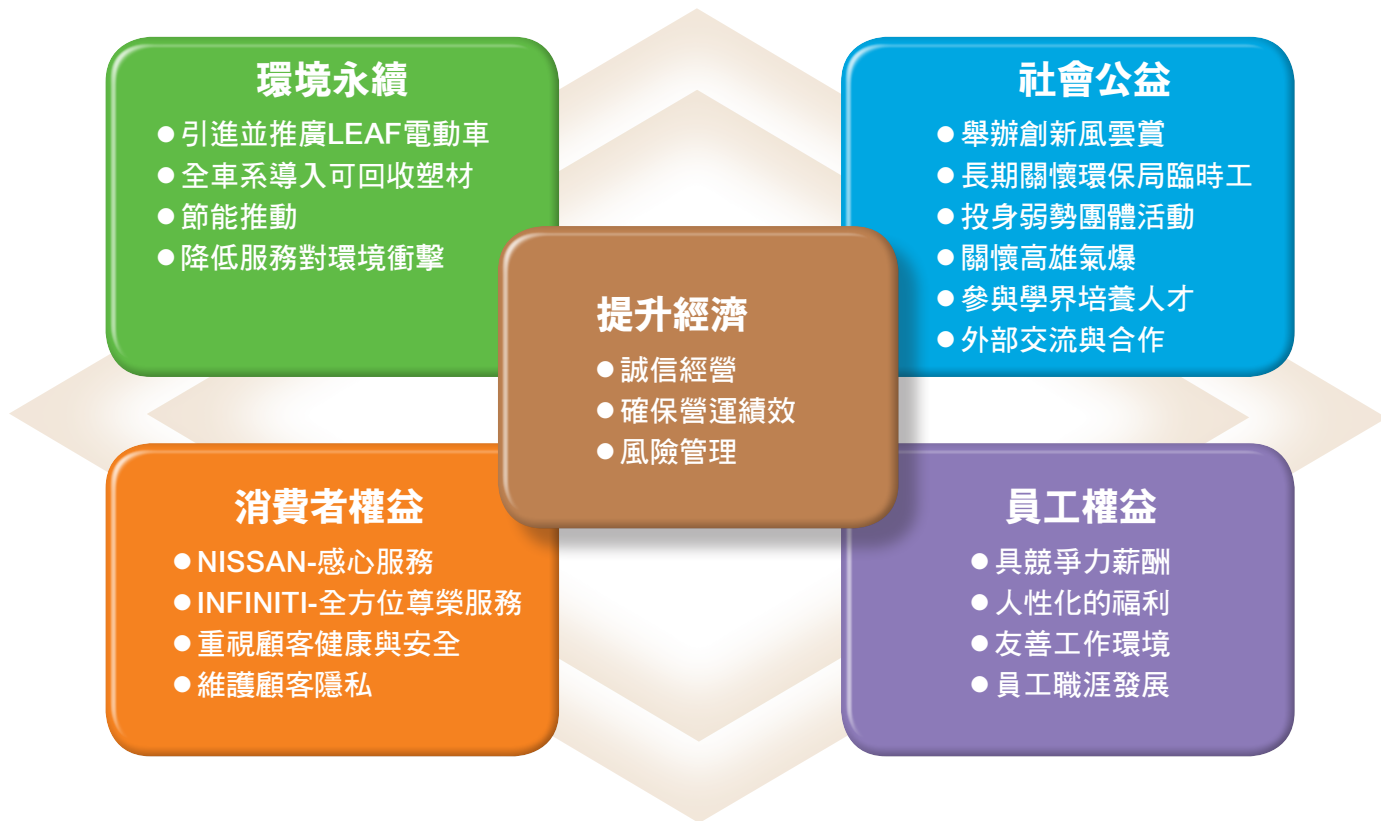 環境永續
●引進並推廣LEAF電動車
●全車系導入可回收塑材
●節能推動
●降低服務對環境衝擊
社會公益
●舉辦創新風雲賞
●長期關懷環保局臨時工
●投身弱勢團體活動
●關懷高雄氣爆
●參與學界培養人才
●外部交流與合作
提升經濟
●誠信經營
●確保營運績效
●風險管理
消費者權益
●NISSAN-感心服務
●INFINITI-全方位尊榮服務
●重視顧客健康與安全
●維護顧客隱私
員工權益
●具競爭力薪酬
●人性化的福利
●友善工作環境
●員工職涯發展